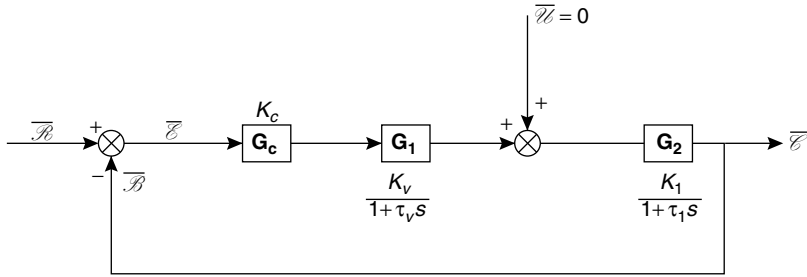 𝒰̅ = 0
+
K_c
ℛ̅ + ℰ̅ G_c G_1 + G_2 𝒞̅
− ℬ̅
K_v / 1 + τ_v s
K_1 / 1 + τ_1 s